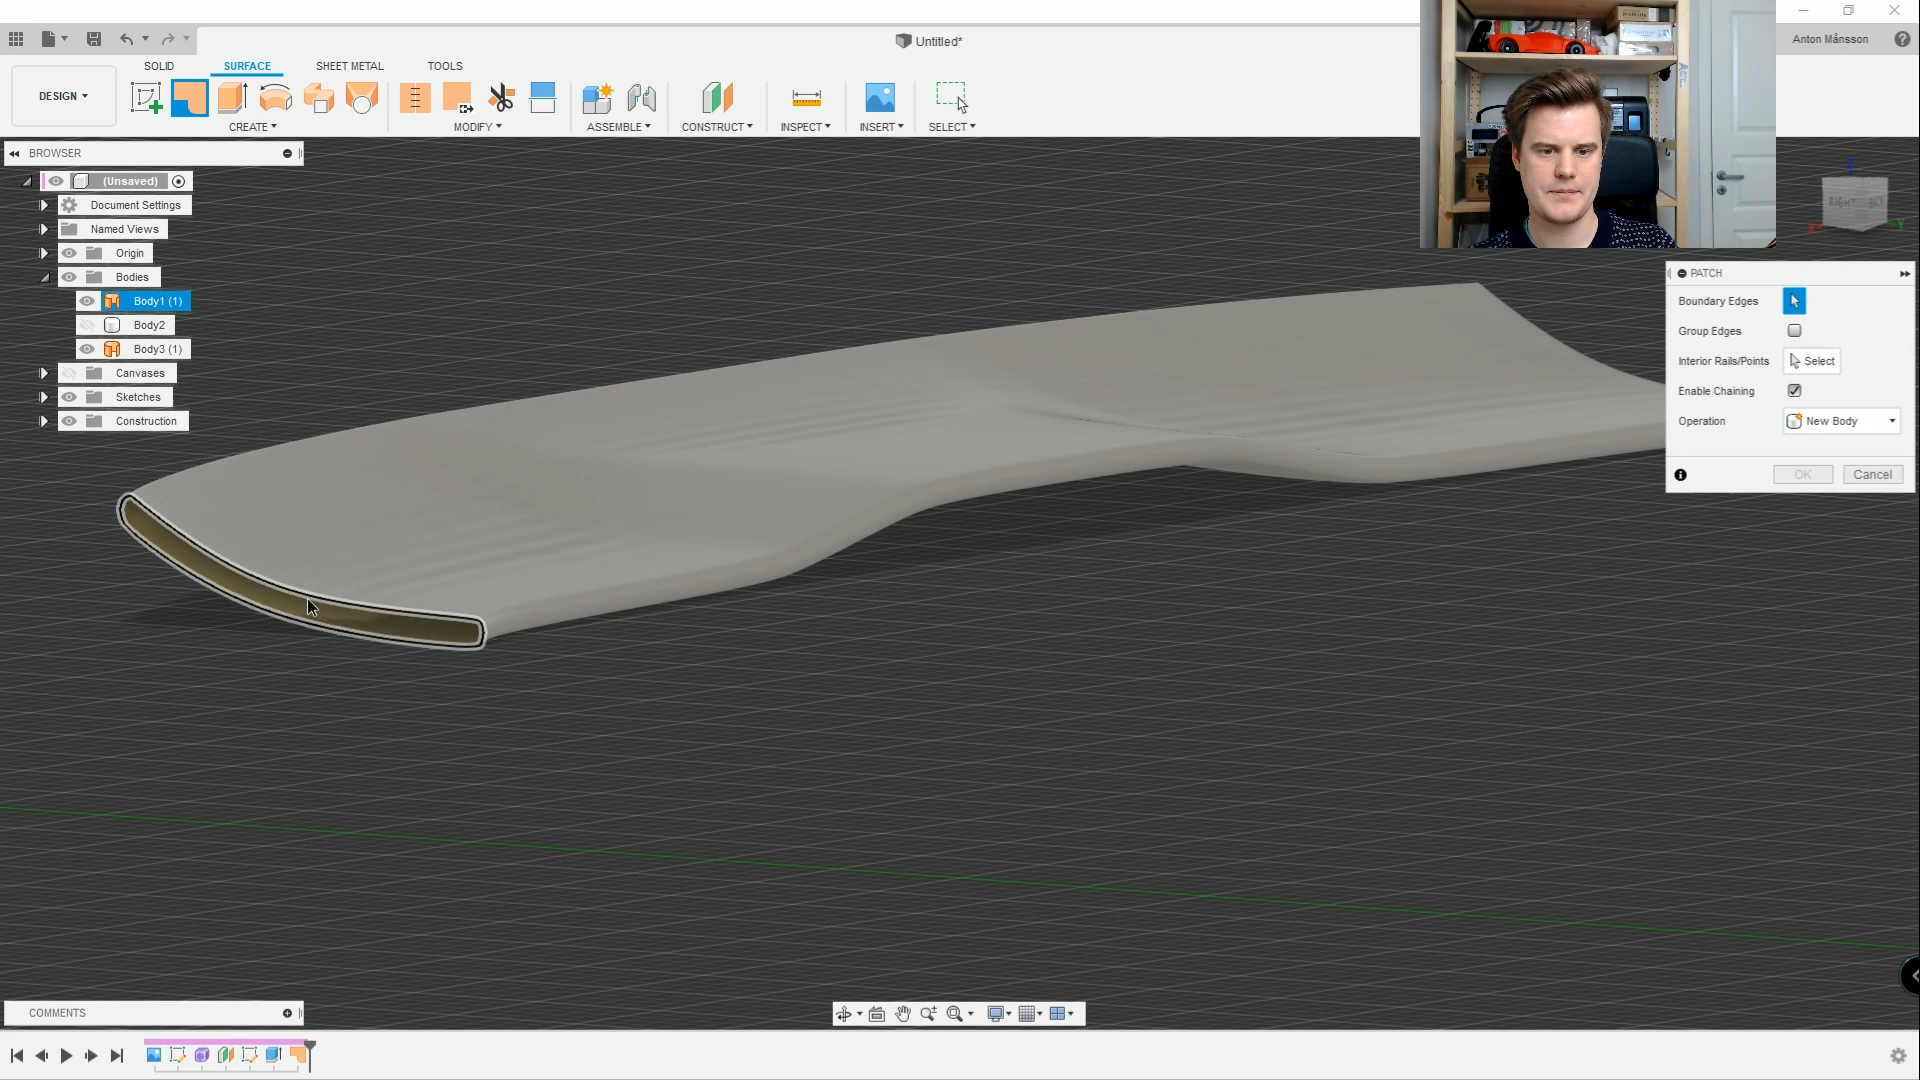 Untitled*
Anton Månsson
SOLID
SURFACE
SHEET METAL
TOOLS
DESIGN
CREATE
MODIFY
ASSEMBLE
CONSTRUCT
INSPECT
INSERT
SELECT
BROWSER
(Unsaved)
Document Settings
Named Views
Origin
Bodies
Body1 (1)
Body2
Body3 (1)
Canvases
Sketches
Construction
RIGHT
PATCH
Boundary Edges
Group Edges
Interior Rails/Points
Select
Enable Chaining
Operation
New Body
OK
Cancel
COMMENTS